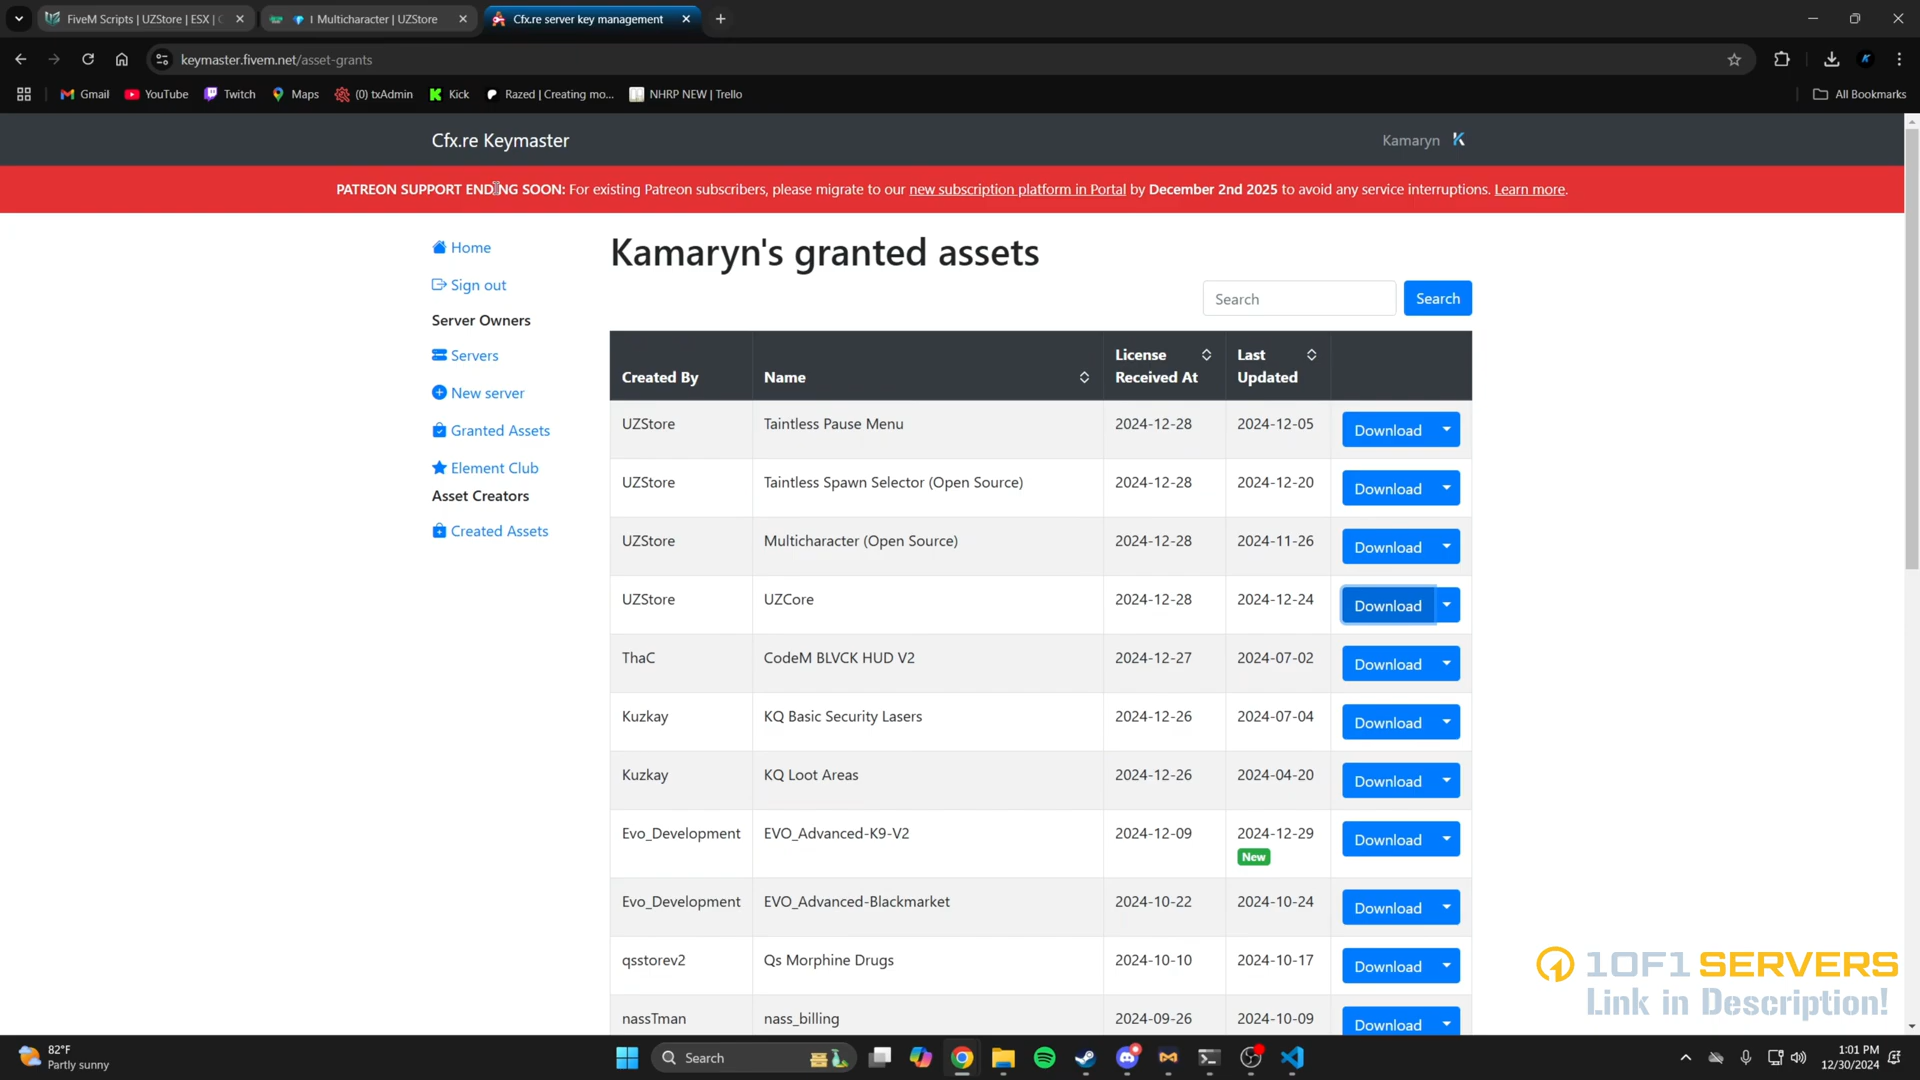 FiveM Scripts | UZStore | ESX |
| Multicharacter | UZStore
Cfx.re server key management
keymaster.fivem.net/asset-grants
Gmail
YouTube
Twitch
Maps
(0) txAdmin
Kick
Razed | Creating mo...
NHRP NEW | Trello
All Bookmarks
Cfx.re Keymaster
Kamaryn
PATREON SUPPORT ENDING SOON: For existing Patreon subscribers, please migrate to our new subscription platform in Portal by December 2nd 2025 to avoid any service interruptions. Learn more.
Home
Sign out
Server Owners
Servers
New server
Granted Assets
Element Club
Asset Creators
Created Assets
Kamaryn's granted assets
Search Search
Created By Name License Received At Last Updated
UZStore Taintless Pause Menu 2024-12-28 2024-12-05 Download
UZStore Taintless Spawn Selector (Open Source) 2024-12-28 2024-12-20 Download
UZStore Multicharacter (Open Source) 2024-12-28 2024-11-26 Download
UZStore UZCore 2024-12-28 2024-12-24 Download
ThaC CodeM BLVCK HUD V2 2024-12-27 2024-07-02 Download
Kuzkay KQ Basic Security Lasers 2024-12-26 2024-07-04 Download
Kuzkay KQ Loot Areas 2024-12-26 2024-04-20 Download
Evo_Development EVO_Advanced-K9-V2 2024-12-09 2024-12-29 Download
New
Evo_Development EVO_Advanced-Blackmarket 2024-10-22 2024-10-24 Download
qsstorev2 Qs Morphine Drugs 2024-10-10 2024-10-17 Download
nassTman nass_billing 2024-09-26 2024-10-09 Download
1OF1 SERVERS
Link in Description!
82°F
Partly sunny
Search
1:01 PM
12/30/2024